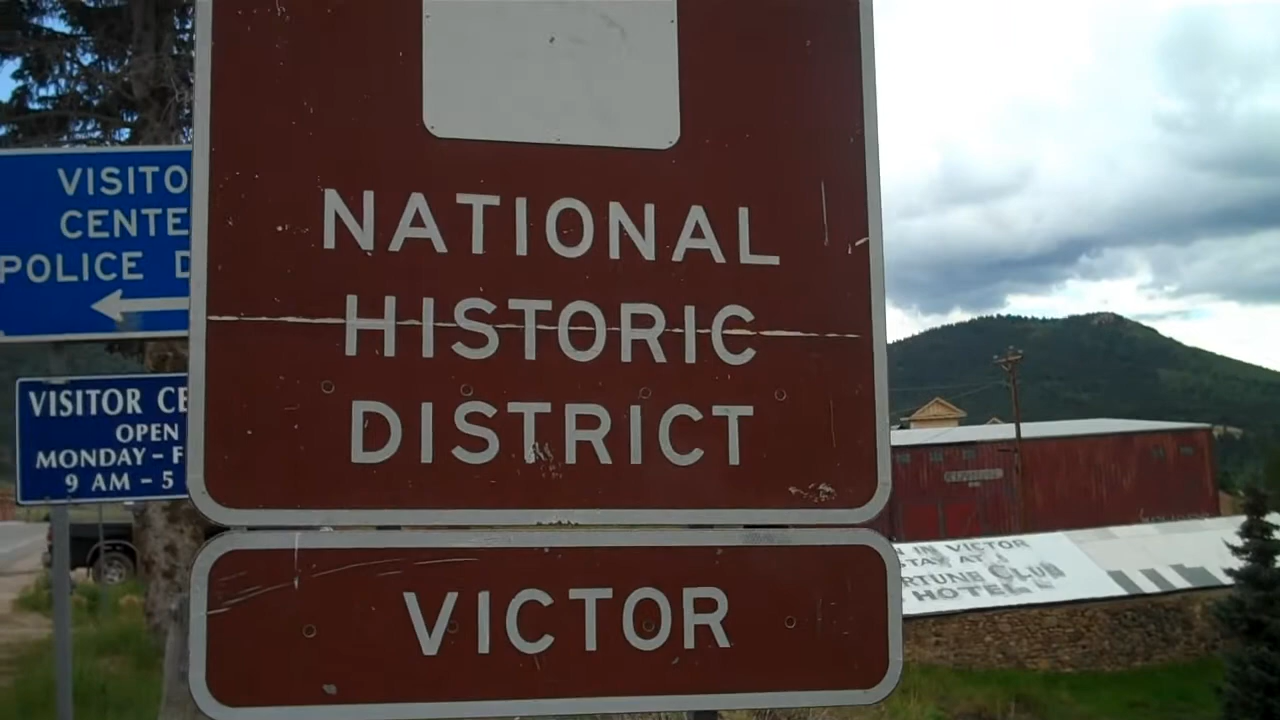 VISITO
CENTE
POLICE D
VISITOR CE
OPEN
MONDAY - F
9 AM - 5
NATIONAL
HISTORIC
DISTRICT
VICTOR
N IN VICTOR
STAY AT
RTUNE CLUB
HOTEL